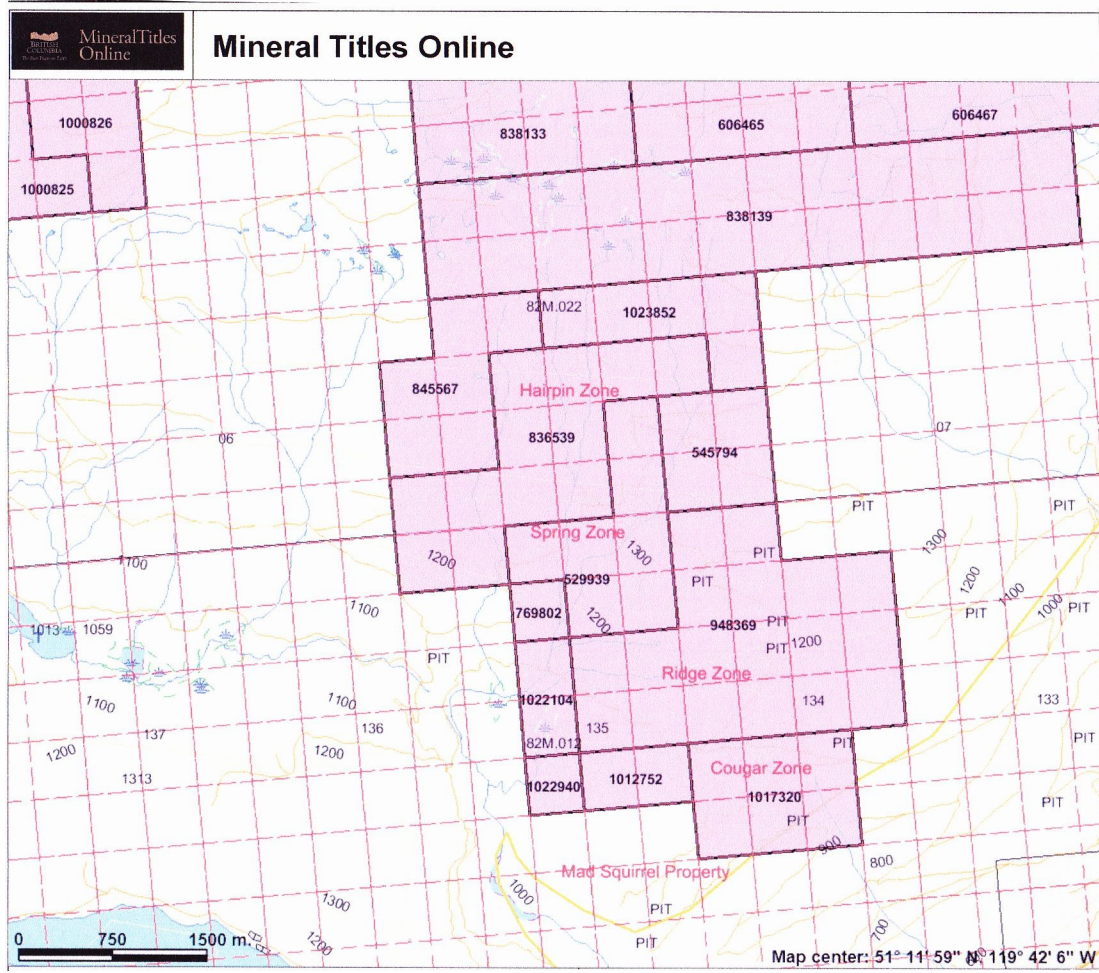 BRITISH
COLUMBIA
MineralTitles
Online
Mineral Titles Online
1000826
838133
606465
606467
1000825
838139
82M.022
1023852
845567
Hairpin Zone
06
836539
07
545794
PIT
PIT
Spring Zone
1300
1300
1100
1200
PIT
529939
PIT
1200
1100
1100
769802
1200
1000
PIT
PIT
1013
1059
948369
PIT
PIT
1200
PIT
Ridge Zone
1022104
134
133
1100
1100
135
137
136
PIT
1200
1200
82M.012
PIT
1313
Cougar Zone
1022940
1012752
1017320
PIT
PIT
900
800
Mad Squirrel Property
1000
1300
PIT
700
1200
PIT
0 750 1500 m.
Map center: 51° 11' 59" N, 119° 42' 6" W